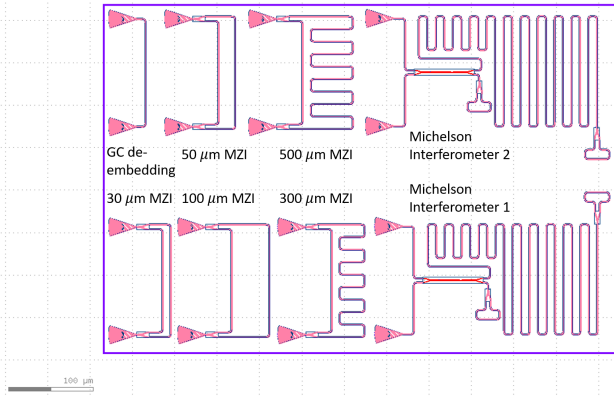 GC de-
embedding
50 μm MZI
500 μm MZI
Michelson
Interferometer 2
30 μm MZI
100 μm MZI
300 μm MZI
Michelson
Interferometer 1
100 μm